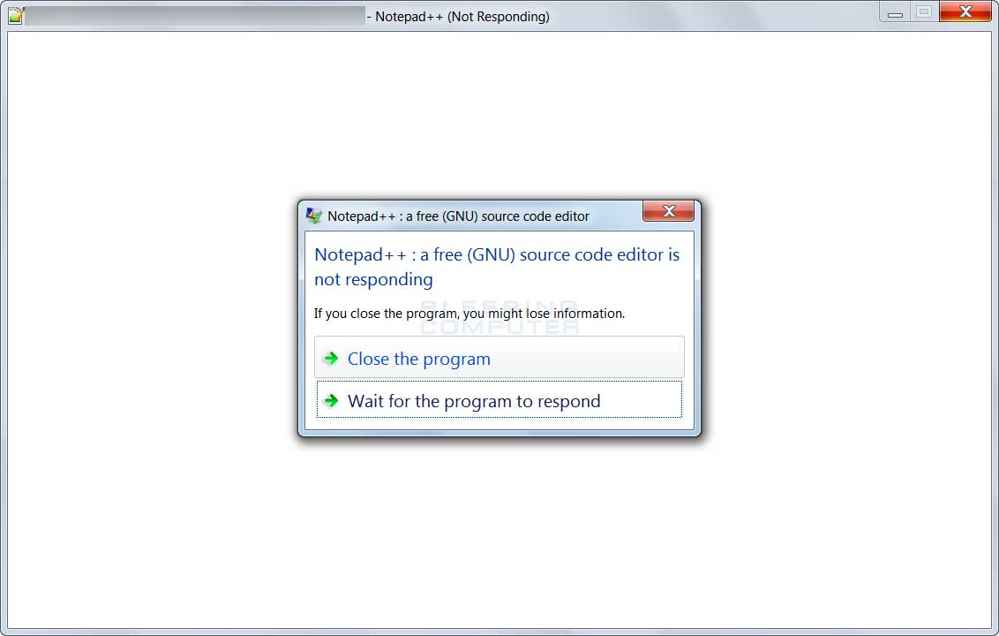 - Notepad++ (Not Responding)
Notepad++ : a free (GNU) source code editor
Notepad++ : a free (GNU) source code editor is
not responding
If you close the program, you might lose information.
BLEEPING
COMPUTER
Close the program
Wait for the program to respond